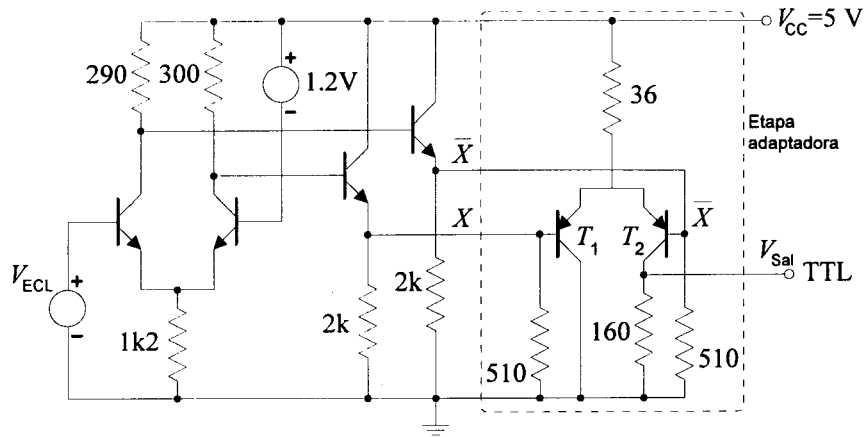 V_CC=5 V
290
300
1.2V
36
Etapa
adaptadora
X̅
X
T_1
T_2
X̅
V_Sal
TTL
V_ECL
1k2
2k
2k
510
160
510